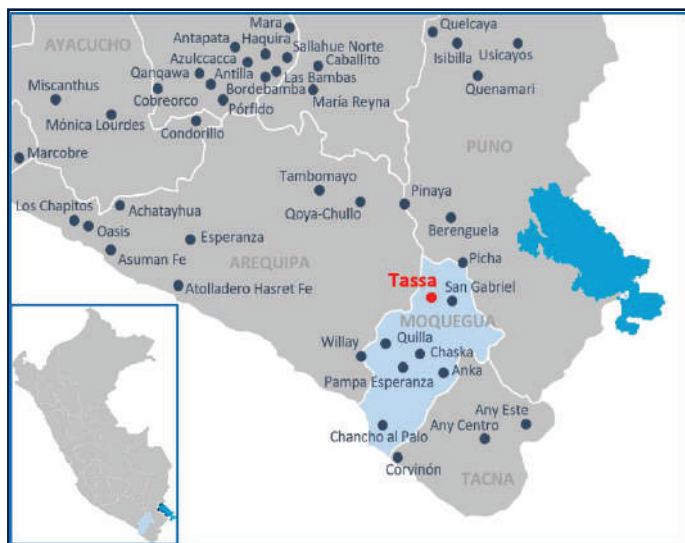 Mara
Quelcaya
AYACUCHO
Antapata
Haquira
Sallahue Norte
Isibilla
Usicayos
Azulccacca
Caballito
Miscanthus
Qanqawa
Antilla
Las Bambas
Quenamari
Cobreorco
Bordebamba
Pórfido
María Reyna
Mónica Lourdes
Condorillo
PUNO
Marcobre
Tambomayo
Pinaya
Los Chapitos
Achatayhua
Qoya-Chullo
Oasis
Esperanza
Berenguela
Asuman Fe
AREQUIPA
Picha
Tassa
San Gabriel
Atolladero Hasret Fe
MOQUEGUA
Willay
Quilla
Chaska
Pampa Esperanza
Anka
Any Este
Chancho al Palo
Any Centro
Corvinón
TACNA